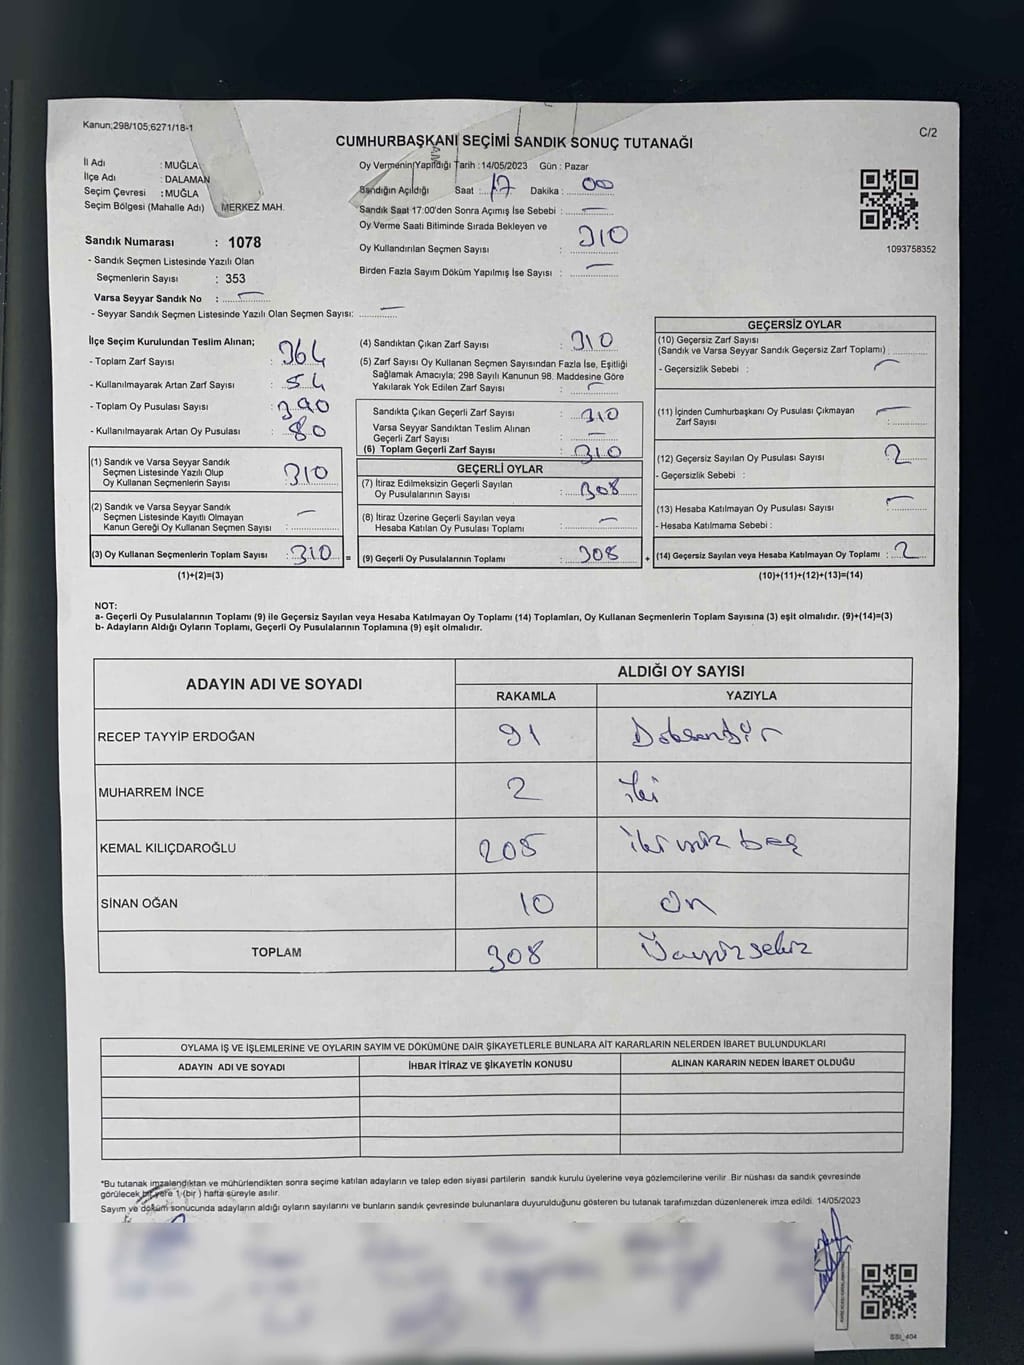 Kanun;298/105;6271/18-1
C/2
CUMHURBAŞKANI SEÇİMİ SANDIK SONUÇ TUTANAĞI
İl Adı : MUĞLA
İlçe Adı : DALAMAN
Seçim Çevresi : MUĞLA
Seçim Bölgesi (Mahalle Adı) MERKEZ MAH.
Oy Vermenin Yapıldığı Tarih : 14/05/2023 Gün : Pazar
Sandığın Açıldığı Saat : 17 Dakika : 00
Sandık Saat 17:00'den Sonra Açımış İse Sebebi : —
Oy Verme Saati Bitiminde Sırada Bekleyen ve
Oy Kullandırılan Seçmen Sayısı : 310
Birden Fazla Sayım Döküm Yapılmış İse Sayısı : —
1093758352
Sandık Numarası : 1078
- Sandık Seçmen Listesinde Yazılı Olan
Seçmenlerin Sayısı : 353
Varsa Seyyar Sandık No : —
- Seyyar Sandık Seçmen Listesinde Yazılı Olan Seçmen Sayısı: —
İlçe Seçim Kurulundan Teslim Alınan;
- Toplam Zarf Sayısı : 364
- Kullanılmayarak Artan Zarf Sayısı : 54
- Toplam Oy Pusulası Sayısı : 390
- Kullanılmayarak Artan Oy Pusulası : 80
(1) Sandık ve Varsa Seyyar Sandık
Seçmen Listesinde Yazılı Olup
Oy Kullanan Seçmenlerin Sayısı : 310
(2) Sandık ve Varsa Seyyar Sandık
Seçmen Listesinde Kayıtlı Olmayan
Kanun Gereği Oy Kullanan Seçmen Sayısı : —
(3) Oy Kullanan Seçmenlerin Toplam Sayısı : 310 =
(1)+(2)=(3)
(4) Sandıktan Çıkan Zarf Sayısı : 310
(5) Zarf Sayısı Oy Kullanan Seçmen Sayısından Fazla İse, Eşitliği
Sağlamak Amacıyla; 298 Sayılı Kanunun 98. Maddesine Göre
Yakılarak Yok Edilen Zarf Sayısı : —
Sandıkta Çıkan Geçerli Zarf Sayısı : 310
Varsa Seyyar Sandıktan Teslim Alınan
Geçerli Zarf Sayısı : —
(6) Toplam Geçerli Zarf Sayısı : 310
GEÇERLİ OYLAR
(7) İtiraz Edilmeksizin Geçerli Sayılan
Oy Pusulalarının Sayısı : 308
(8) İtiraz Üzerine Geçerli Sayılan veya
Hesaba Katılan Oy Pusulası Toplamı : —
(9) Geçerli Oy Pusulalarının Toplamı : 308 +
GEÇERSİZ OYLAR
(10) Geçersiz Zarf Sayısı
(Sandık ve Varsa Seyyar Sandık Geçersiz Zarf Toplamı) :
- Geçersizlik Sebebi : —
(11) İçinden Cumhurbaşkanı Oy Pusulası Çıkmayan
Zarf Sayısı : —
(12) Geçersiz Sayılan Oy Pusulası Sayısı : 2
- Geçersizlik Sebebi :
(13) Hesaba Katılmayan Oy Pusulası Sayısı : —
- Hesaba Katılmama Sebebi :
(14) Geçersiz Sayılan veya Hesaba Katılmayan Oy Toplamı : 2
(10)+(11)+(12)+(13)=(14)
NOT:
a- Geçerli Oy Pusulalarının Toplamı (9) ile Geçersiz Sayılan veya Hesaba Katılmayan Oy Toplamı (14) Toplamları, Oy Kullanan Seçmenlerin Toplam Sayısına (3) eşit olmalıdır. (9)+(14)=(3)
b- Adayların Aldığı Oyların Toplamı, Geçerli Oy Pusulalarının Toplamına (9) eşit olmalıdır.
ADAYIN ADI VE SOYADI
ALDIĞI OY SAYISI
RAKAMLA YAZIYLA
RECEP TAYYİP ERDOĞAN 91 Doksanbir
MUHARREM İNCE 2 iki
KEMAL KILIÇDAROĞLU 205 iki yüz beş
SİNAN OĞAN 10 On
TOPLAM 308 Üçyüzsekiz
OYLAMA İŞ VE İŞLEMLERİNE VE OYLARIN SAYIM VE DÖKÜMÜNE DAİR ŞİKAYETLERLE BUNLARA AİT KARARLARIN NELERDEN İBARET BULUNDUKLARI
ADAYIN ADI VE SOYADI İHBAR İTİRAZ VE ŞİKAYETİN KONUSU ALINAN KARARIN NEDEN İBARET OLDUĞU
*Bu tutanak imzalendıktan ve mühürlendikten sonra seçime katılan adayların ve talep eden siyasi partilerin sandık kurulu üyelerine veya gözlemcilerine verilir. Bir nüshası da sandık çevresinde
görülecek bir yere 1 (bir ) hafta süreyle asılır.
Sayım ve döküm sonucunda adayların aldığı oyların sayılarını ve bunların sandık çevresinde bulunanlara duyurulduğunu gösteren bu tutanak tarafımızdan düzenlenerek imza edildi. 14/05/2023
SSI_404